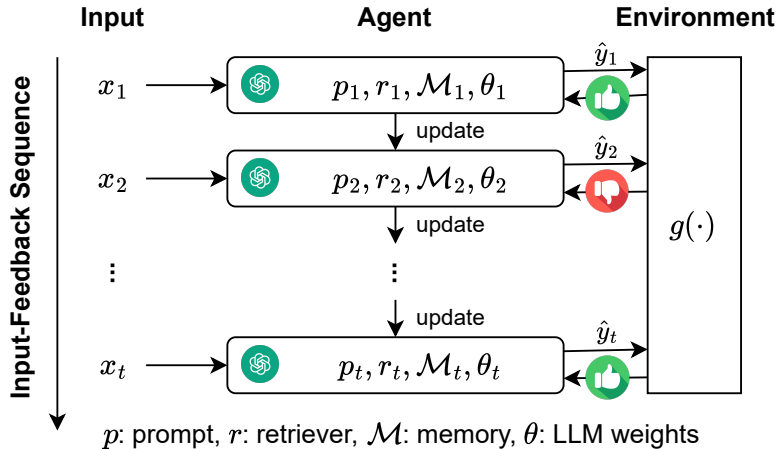 Input Agent Environment
Input-Feedback Sequence
x₁ p₁, r₁, ℳ₁, θ₁ ŷ₁
update
x₂ p₂, r₂, ℳ₂, θ₂ ŷ₂
g(·)
update
⋮ ⋮
update
xₜ pₜ, rₜ, ℳₜ, θₜ ŷₜ
p: prompt, r: retriever, ℳ: memory, θ: LLM weights